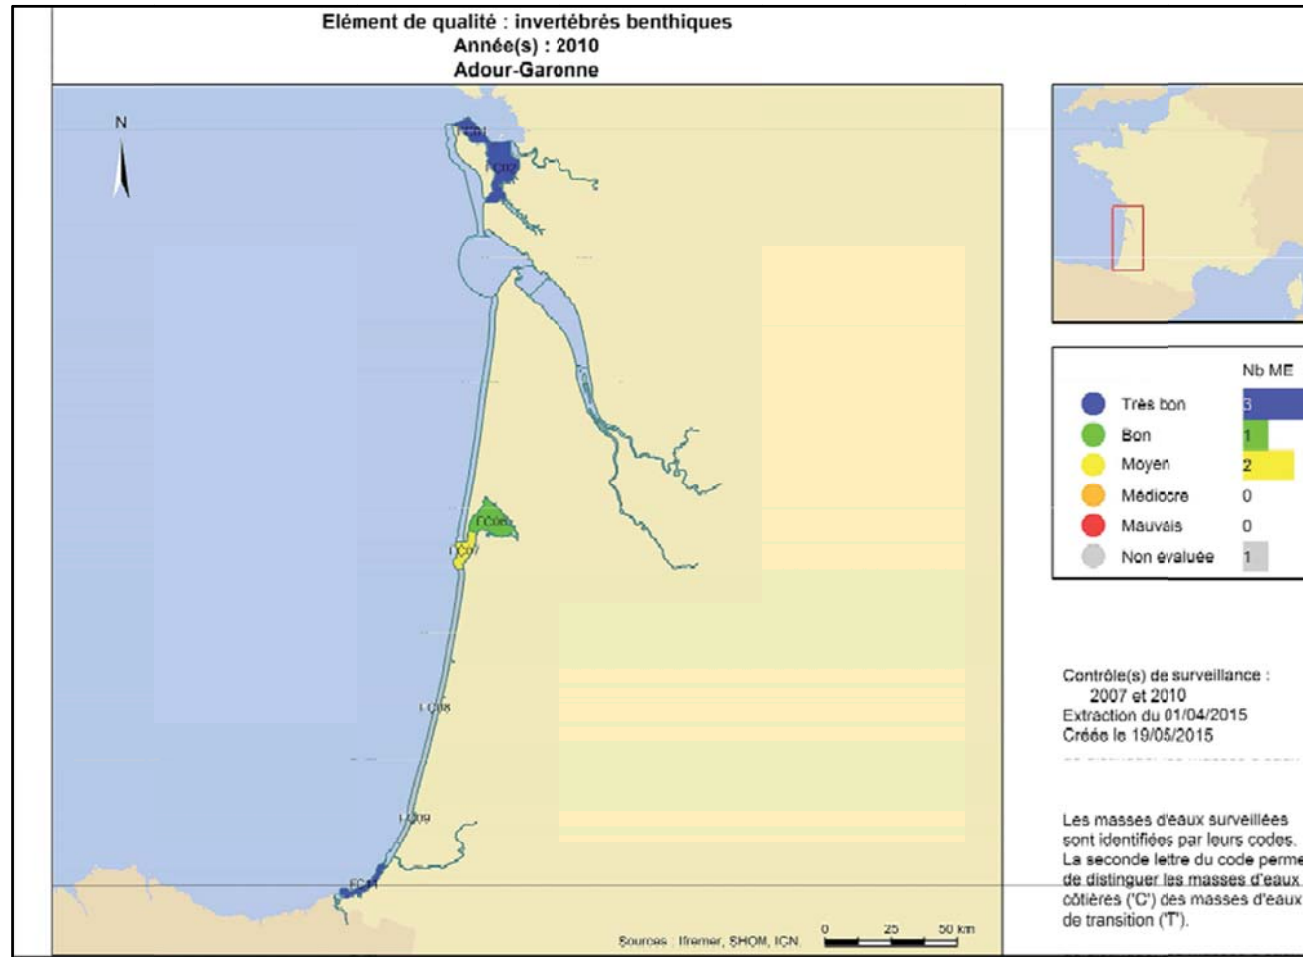 Elément de qualité : invertébrés benthiques
Année(s) : 2010
Adour-Garonne
N
FC01
FC02
FC06
FC07
FC08
FC09
FC11
Sources : Ifremer, SHOM, IGN.
0 25 50 km
Nb ME
Très bon 3
Bon 1
Moyen 2
Médiocre 0
Mauvais 0
Non évaluée 1
Contrôle(s) de surveillance :
2007 et 2010
Extraction du 01/04/2015
Créée le 19/05/2015
Les masses d'eaux surveillées
sont identifiées par leurs codes.
La seconde lettre du code perme
de distinguer les masses d'eaux
côtières ('C') des masses d'eaux
de transition ('T').